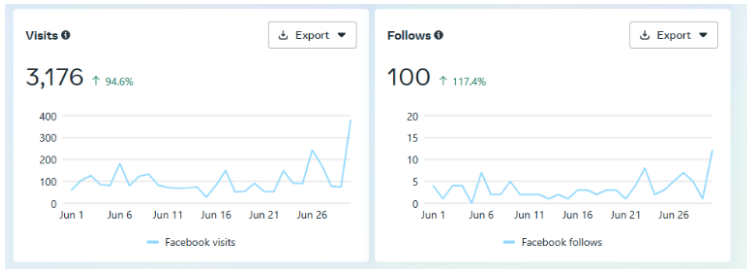 Visits
Export
3,176 ↑ 94.6%
400
300
200
100
0
Jun 1 Jun 6 Jun 11 Jun 16 Jun 21 Jun 26
Facebook visits
Follows
Export
100 ↑ 117.4%
20
15
10
5
0
Jun 1 Jun 6 Jun 11 Jun 16 Jun 21 Jun 26
Facebook follows